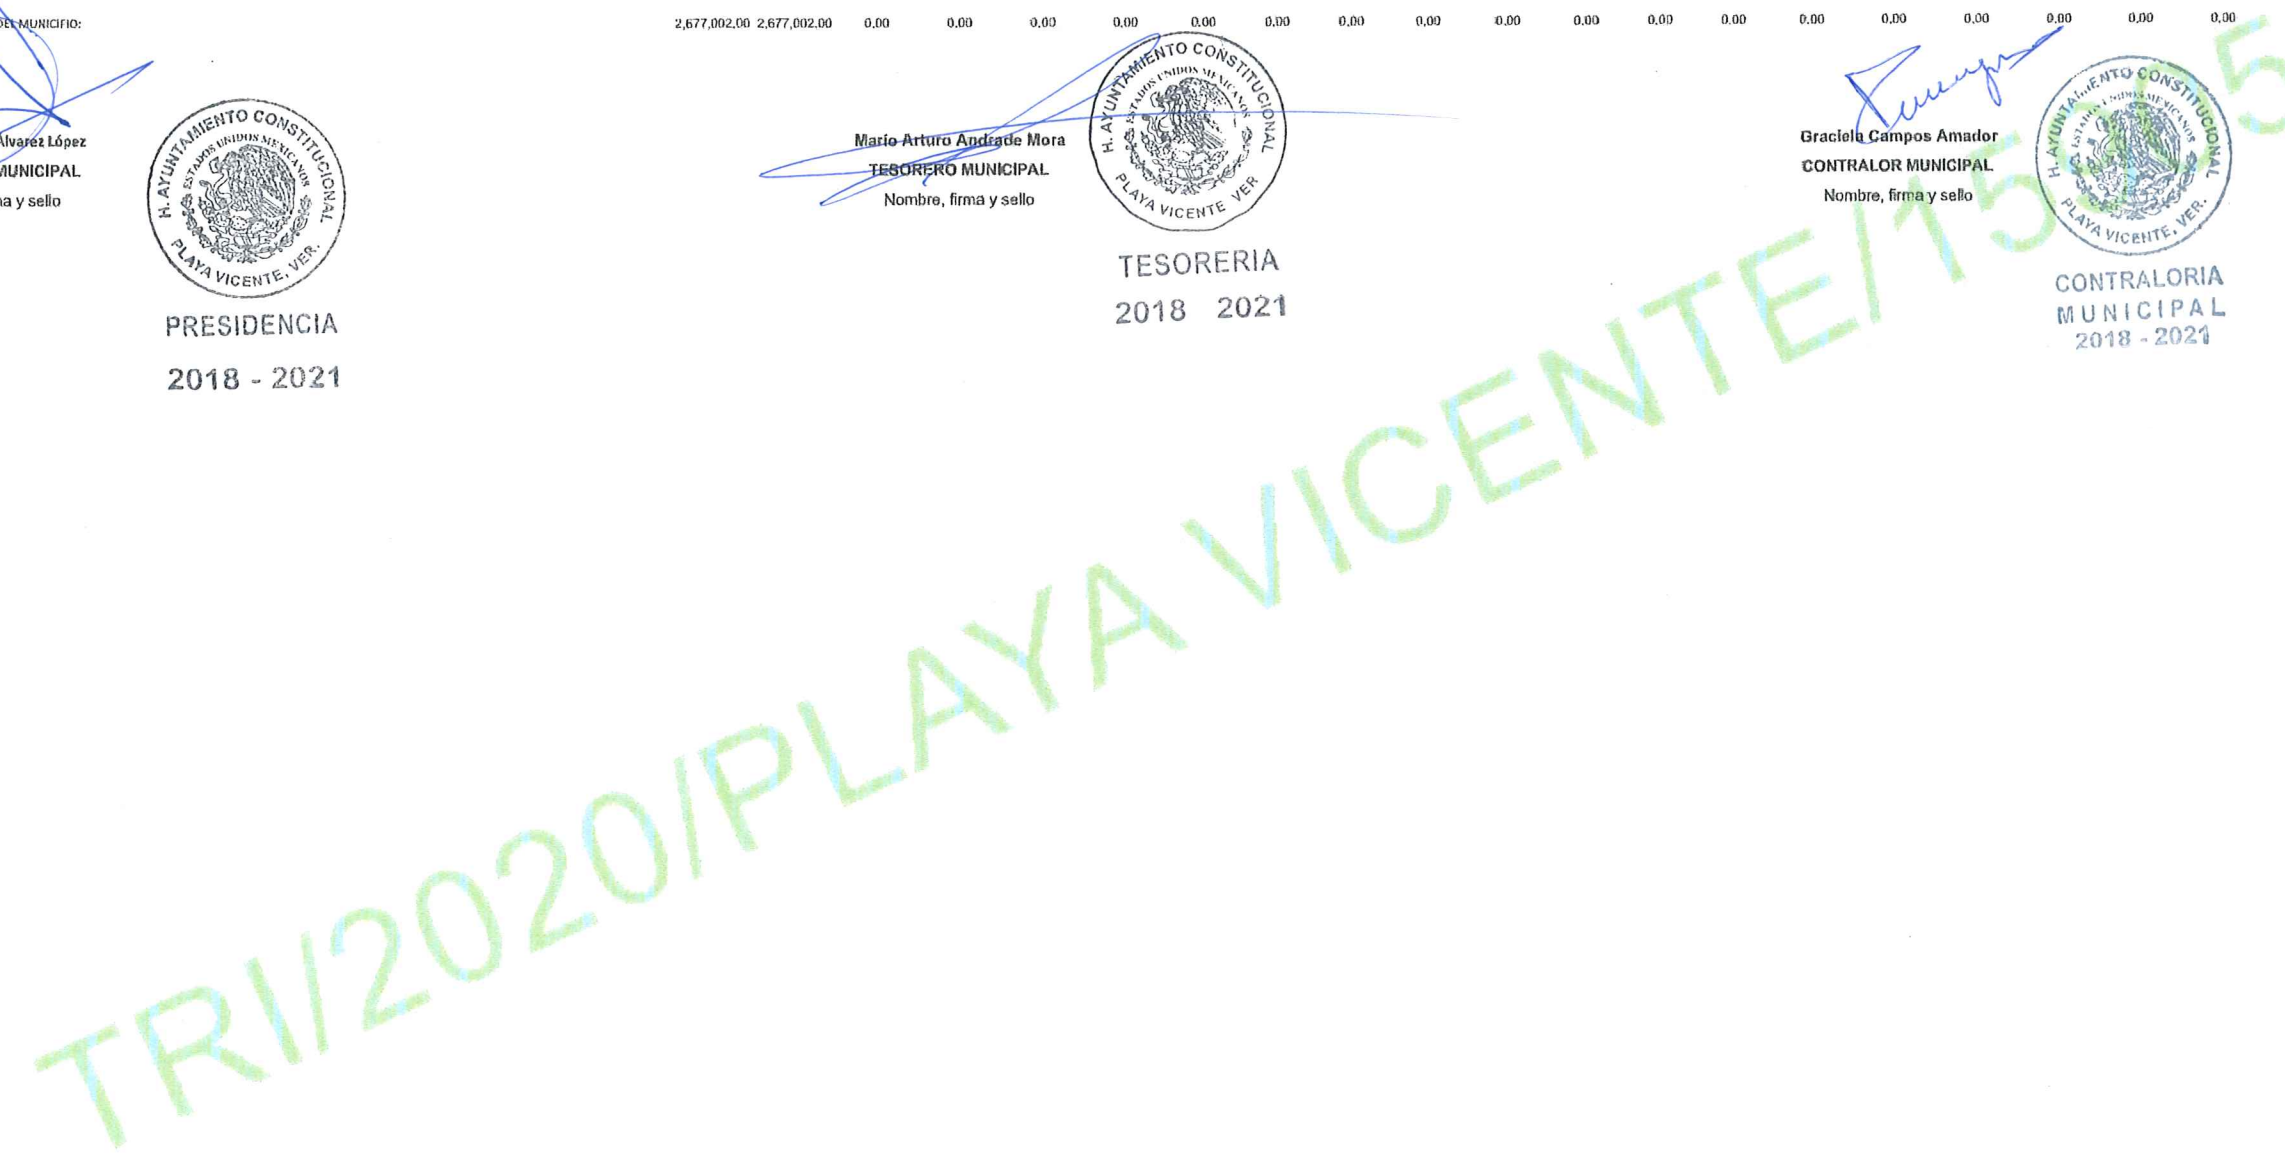 DEL MUNICIPIO: 2,677,002.00 2,677,002.00 0.00 0.00 0.00 0.00 0.00 0.00 0.00 0.00 0.00 0.00 0.00 0.00 0.00 0.00 0.00 0.00 0.00 0.00
Alvarez López
MUNICIPAL
na y sello
H. AYUNTAMIENTO CONSTITUCIONAL
ESTADOS UNIDOS MEXICANOS
PLAYA VICENTE, VER.
PRESIDENCIA
2018 - 2021
Mario Arturo Andrade Mora
TESORERO MUNICIPAL
Nombre, firma y sello
H. AYUNTAMIENTO CONSTITUCIONAL
ESTADOS UNIDOS MEXICANOS
PLAYA VICENTE VER
TESORERIA
2018 2021
Graciela Campos Amador
CONTRALOR MUNICIPAL
Nombre, firma y sello
H. AYUNTAMIENTO CONSTITUCIONAL
ESTADOS UNIDOS MEXICANOS
PLAYA VICENTE, VER.
CONTRALORIA
MUNICIPAL
2018 - 2021
TRI/2020/PLAYA VICENTE/